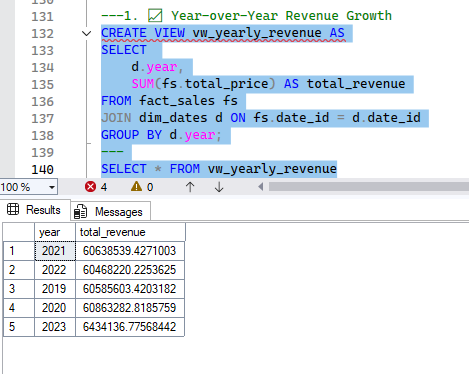 130
131 ---1. 📈 Year-over-Year Revenue Growth
132 CREATE VIEW vw_yearly_revenue AS
133 SELECT
134 d.year,
135 SUM(fs.total_price) AS total_revenue
136 FROM fact_sales fs
137 JOIN dim_dates d ON fs.date_id = d.date_id
138 GROUP BY d.year;
139 ---
140 SELECT * FROM vw_yearly_revenue
100 % 4 0
Results Messages
year total_revenue
1 2021 60638539.4271003
2 2022 60468220.2253625
3 2019 60585603.4203182
4 2020 60863282.8185759
5 2023 6434136.77568442